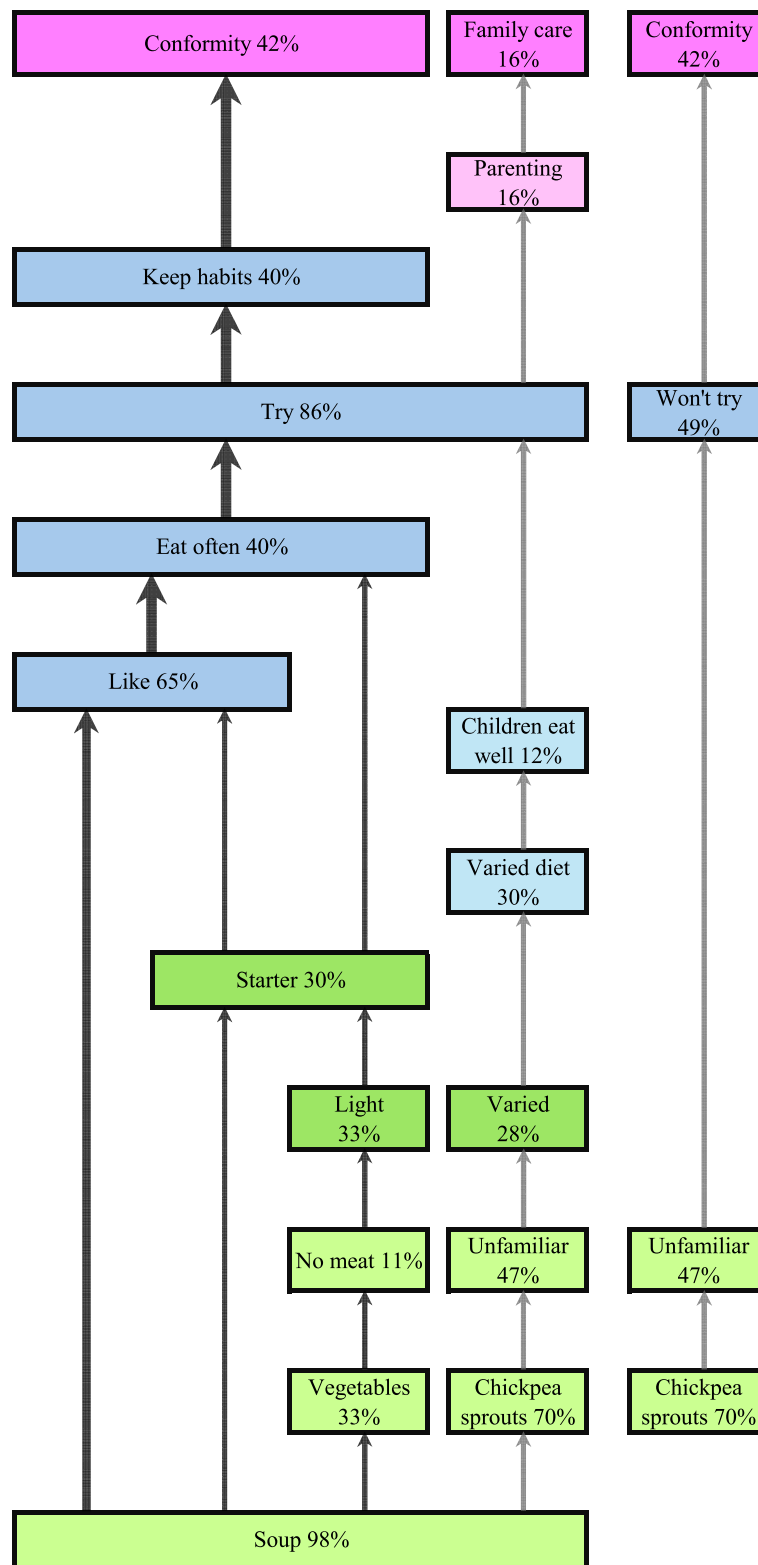 Conformity 42%
Family care
16%
Conformity
42%
Parenting
16%
Keep habits 40%
Try 86%
Won't try
49%
Eat often 40%
Like 65%
Children eat
well 12%
Varied diet
30%
Starter 30%
Light
33%
Varied
28%
No meat 11%
Unfamiliar
47%
Unfamiliar
47%
Vegetables
33%
Chickpea
sprouts 70%
Chickpea
sprouts 70%
Soup 98%